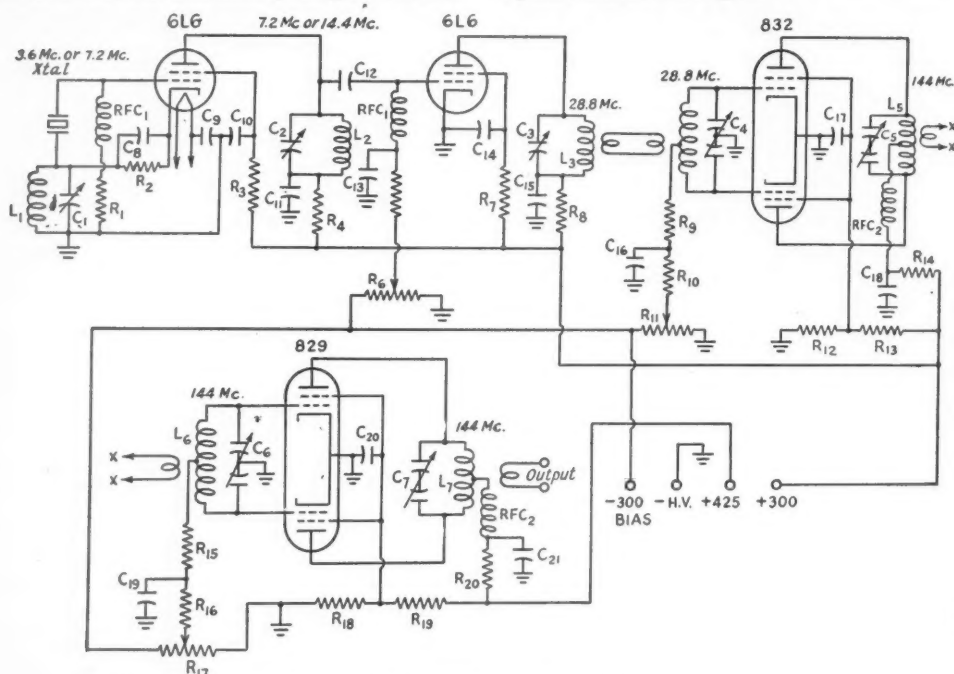 6L6
7.2 Mc or 14.4 Mc.
6L6
832
3.6 Mc. or 7.2 Mc.
Xtal
28.8 Mc.
144 Mc.
28.8 Mc.
RFC1
C8
C9
C10
R2
L1
C1
R1
R3
C2
L2
C11
R4
C12
RFC1
C13
C14
R7
C3
L3
C15
R8
C4
C17
L5
C5
X
X
RFC2
R9
C16
R10
R11
R6
C18
R14
R12
R13
829
144 Mc.
L6
C6
C20
X
X
R15
C19
R16
R17
144 Mc.
C7
L7
Output
RFC2
C21
R20
R18
R19
-300
BIAS
-H.V.
+425
+300